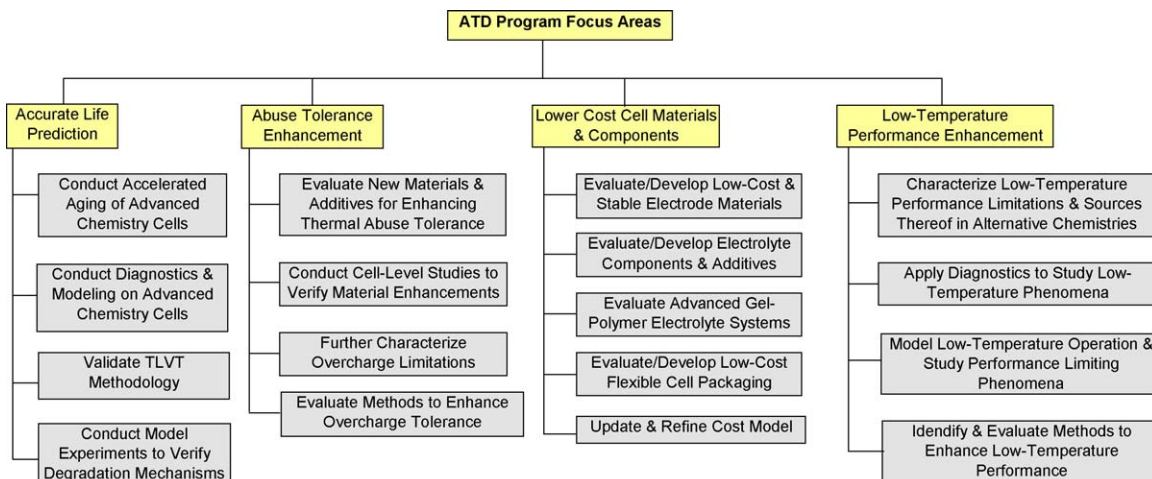 ATD Program Focus Areas
Accurate Life
Prediction
Conduct Accelerated
Aging of Advanced
Chemistry Cells
Conduct Diagnostics &
Modeling on Advanced
Chemistry Cells
Validate TLVT
Methodology
Conduct Model
Experiments to Verify
Degradation Mechanisms
Abuse Tolerance
Enhancement
Evaluate New Materials &
Additives for Enhancing
Thermal Abuse Tolerance
Conduct Cell-Level Studies to
Verify Material Enhancements
Further Characterize
Overcharge Limitations
Evaluate Methods to Enhance
Overcharge Tolerance
Lower Cost Cell Materials
& Components
Evaluate/Develop Low-Cost &
Stable Electrode Materials
Evaluate/Develop Electrolyte
Components & Additives
Evaluate Advanced Gel-
Polymer Electrolyte Systems
Evaluate/Develop Low-Cost
Flexible Cell Packaging
Update & Refine Cost Model
Low-Temperature
Performance Enhancement
Characterize Low-Temperature
Performance Limitations & Sources
Thereof in Alternative Chemistries
Apply Diagnostics to Study Low-
Temperature Phenomena
Model Low-Temperature Operation &
Study Performance Limiting
Phenomena
Identify & Evaluate Methods to
Enhance Low-Temperature
Performance